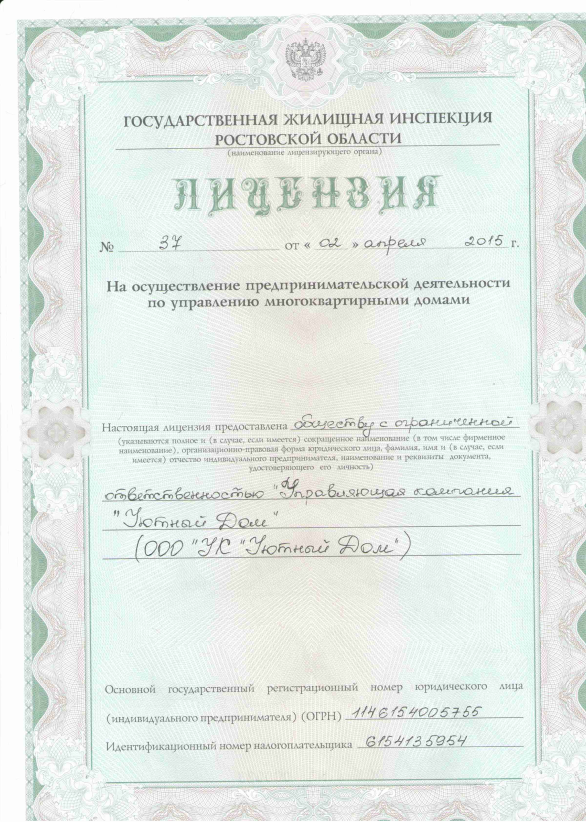 ГОСУДАРСТВЕННАЯ ЖИЛИЩНАЯ ИНСПЕКЦИЯ
РОСТОВСКОЙ ОБЛАСТИ
(наименование лицензирующего органа)
ЛИЦЕНЗИЯ
№ 37 от « 02 » апреля 2015 г.
На осуществление предпринимательской деятельности
по управлению многоквартирными домами
Настоящая лицензия предоставлена обществу с ограниченной
(указываются полное и (в случае, если имеется) сокращенное наименование (в том числе фирменное
наименование), организационно-правовая форма юридического лица, фамилия, имя и (в случае, если
имеется) отчество индивидуального предпринимателя, наименование и реквизиты документа,
удостоверяющего его личность)
ответственностью "Управляющая компания
"Уютный Дом"
(ООО "УК "Уютный Дом")
Основной государственный регистрационный номер юридического лица
(индивидуального предпринимателя) (ОГРН) 1146154005755
Идентификационный номер налогоплательщика 6154135954